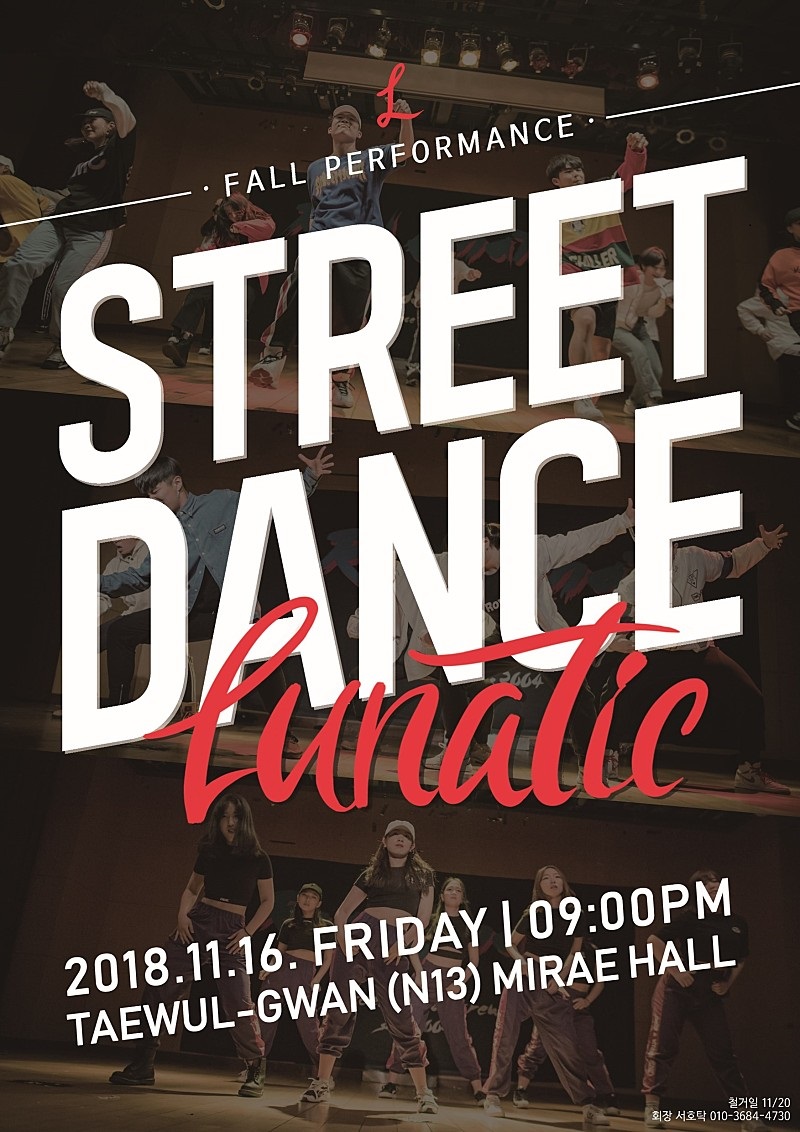 L
· FALL PERFORMANCE ·
STREET
DANCE
Lunatic
2018.11.16. FRIDAY | 09:00PM
TAEWUL-GWAN (N13) MIRAE HALL
철거일 11/20
회장 서호탁 010-3684-4730